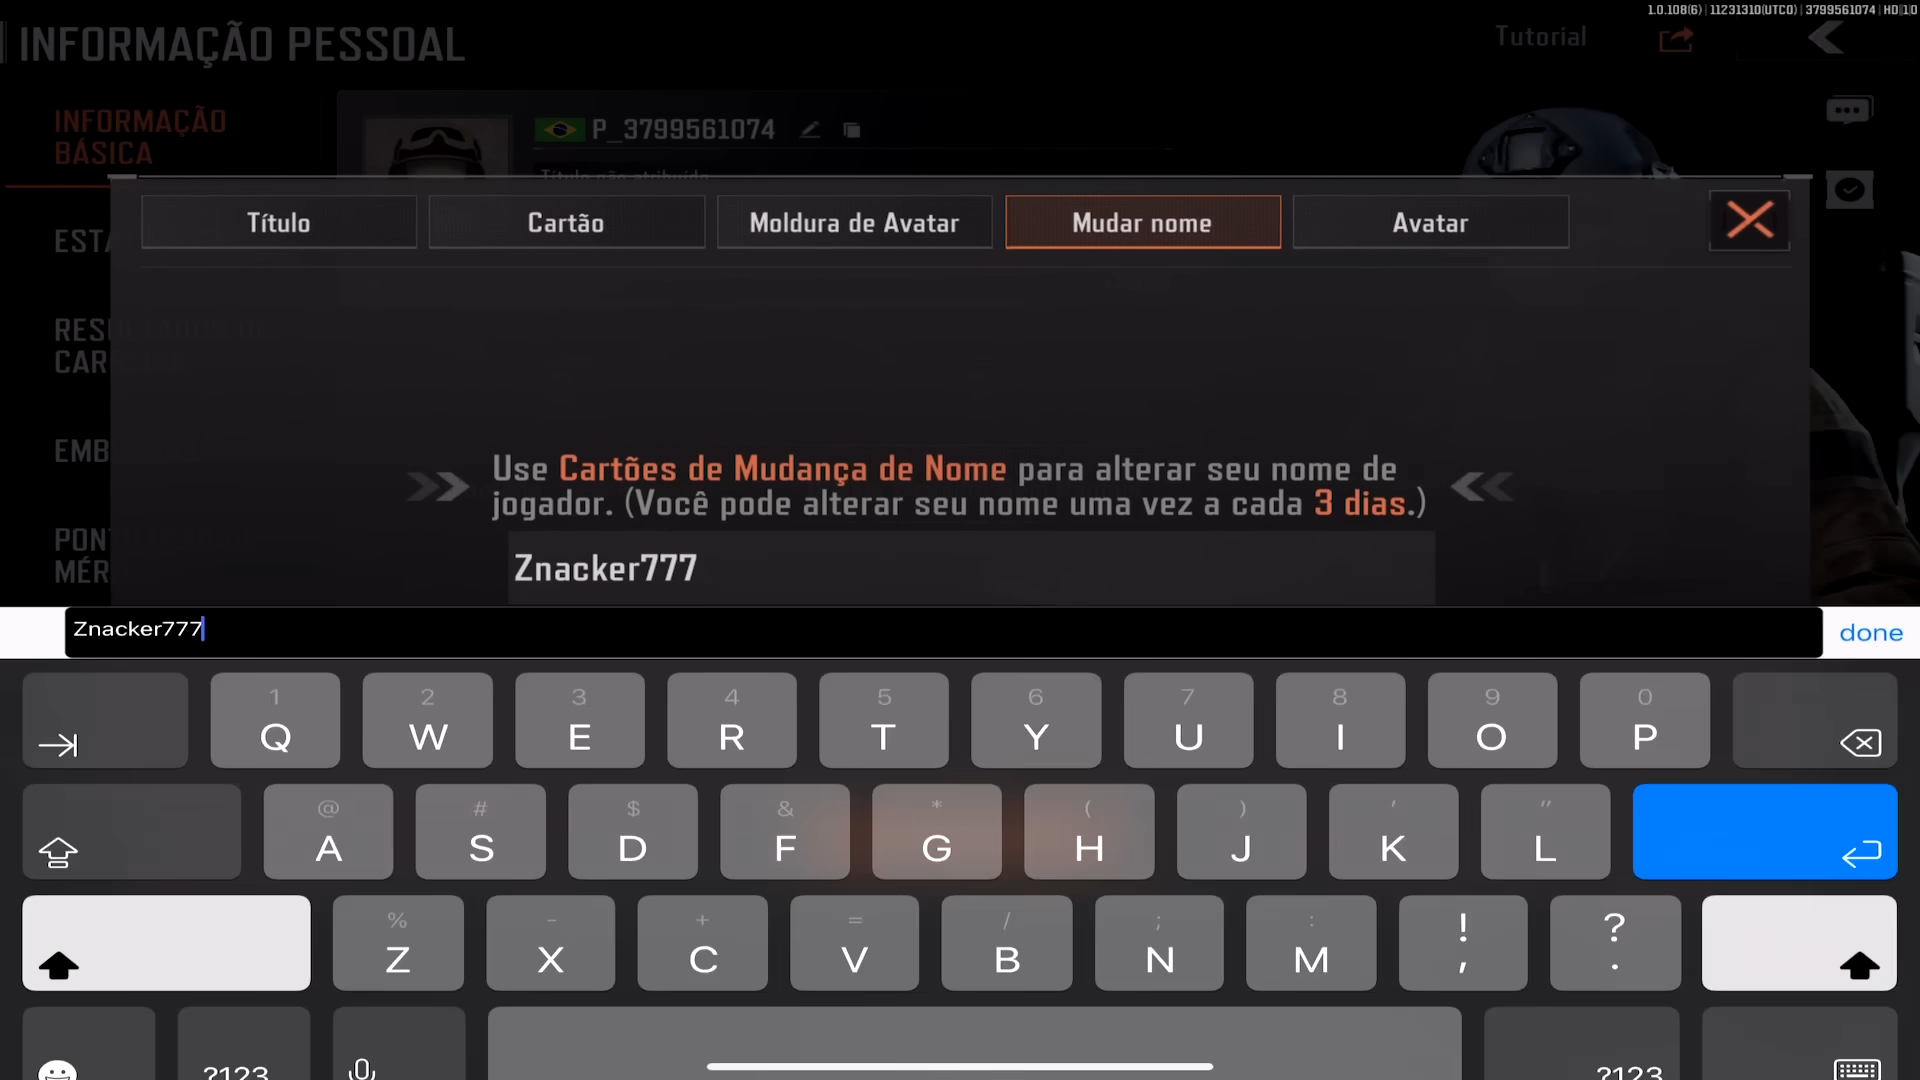 1.0.108(6) | 11231310(UTC0) | 3799561074 | HD|1|0
INFORMAÇÃO PESSOAL
Tutorial
INFORMAÇÃO
BÁSICA
P_3799561074
Título não atribuído
Título
Cartão
Moldura de Avatar
Mudar nome
Avatar
Use Cartões de Mudança de Nome para alterar seu nome de
jogador. (Você pode alterar seu nome uma vez a cada 3 dias.)
Znacker777
Znacker777
done
1 2 3 4 5 6 7 8 9 0
Q W E R T Y U I O P
@ # $ & * ( ) ' "
A S D F G H J K L
% - + = / ; : ! ?
Z X C V B N M , .
?123
?123